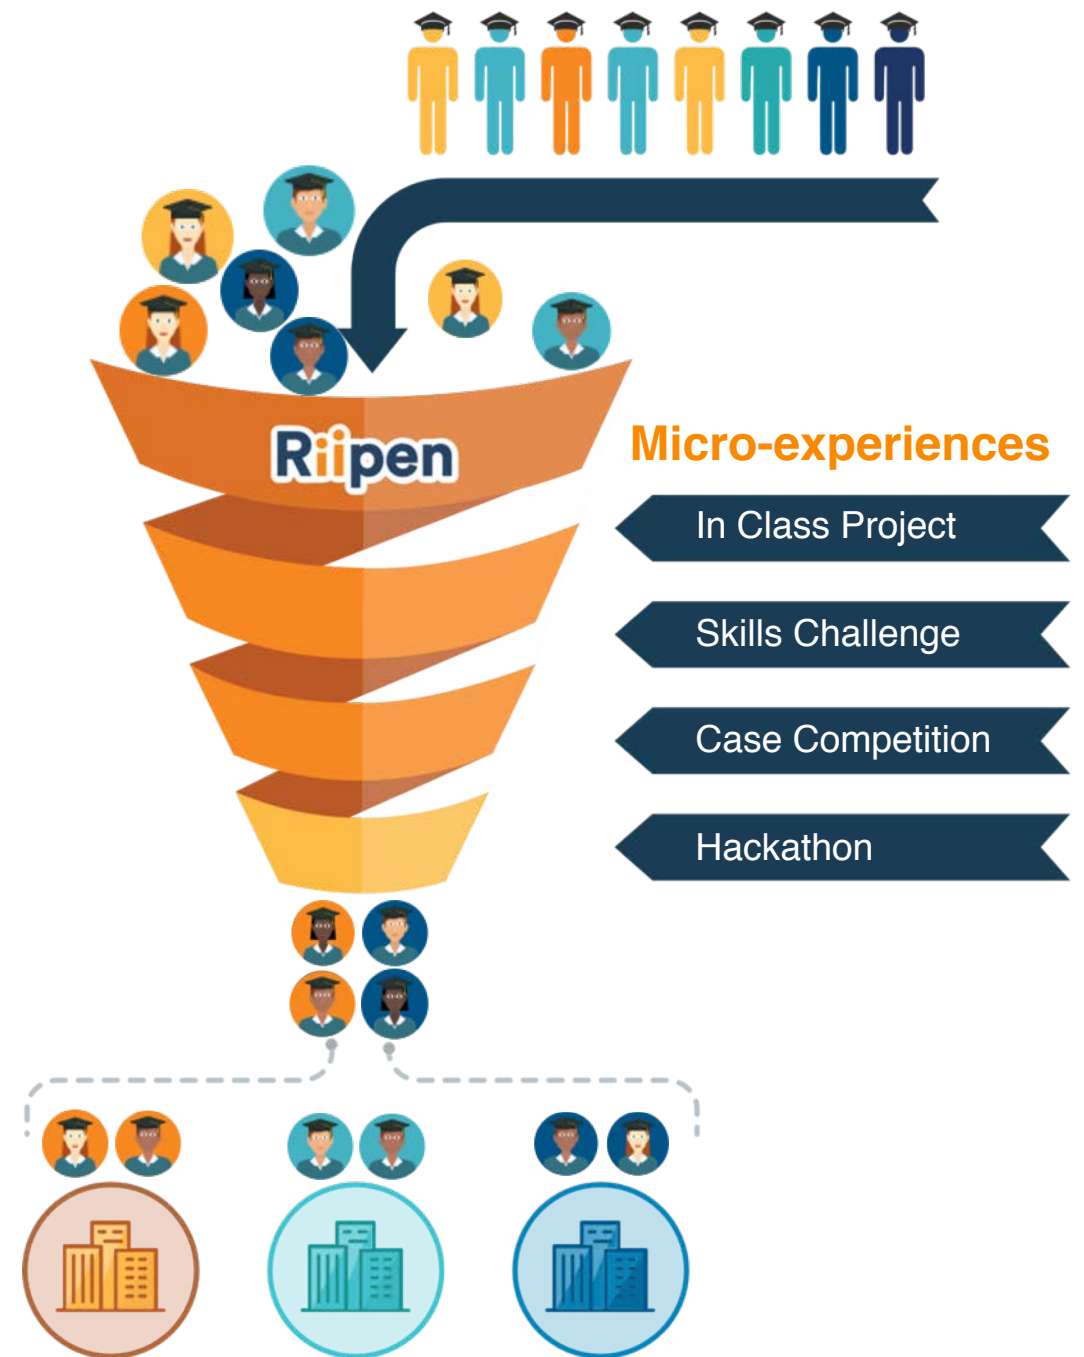 Riipen
Micro-experiences
In Class Project
Skills Challenge
Case Competition
Hackathon